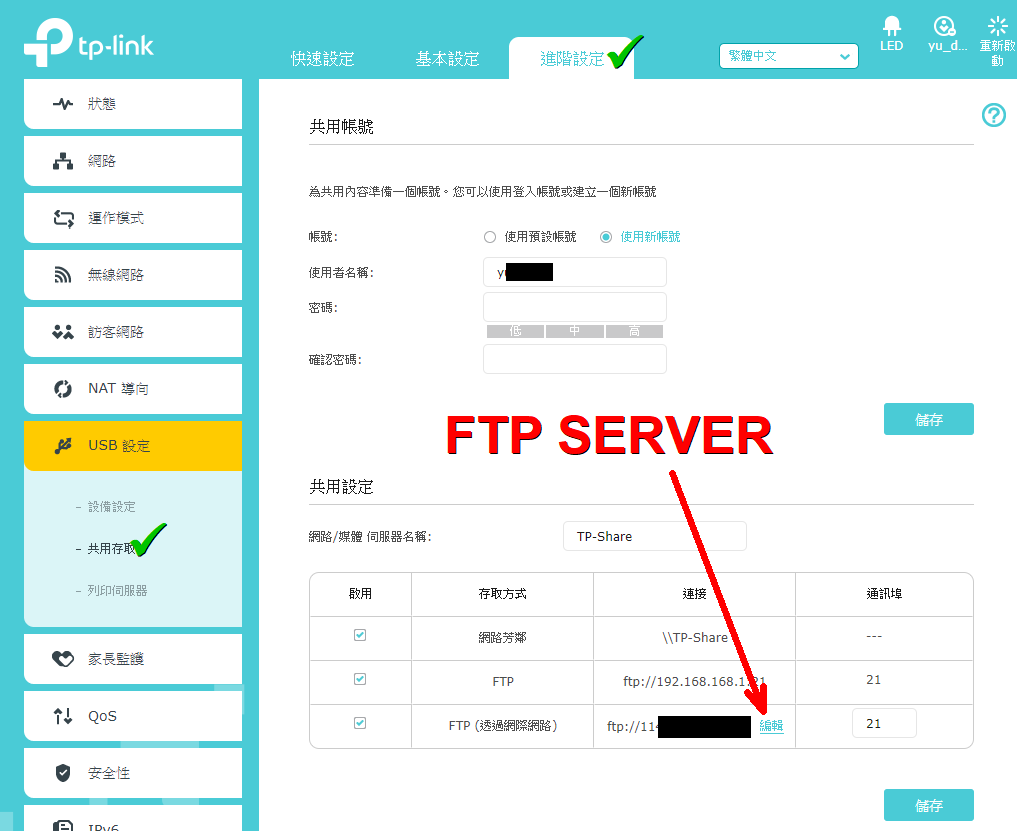 tp-link
快速設定
基本設定
進階設定
繁體中文
LED
yu_d...
重新啟動
狀態
網路
運作模式
無線網路
訪客網路
NAT 導向
USB 設定
- 設備設定
- 共用存取
- 列印伺服器
家長監護
QoS
安全性
IPv6
共用帳號
為共用內容準備一個帳號。您可以使用登入帳號或建立一個新帳號
帳號: 使用預設帳號 使用新帳號
使用者名稱: y
密碼:
低 中 高
確認密碼:
儲存
FTP SERVER
共用設定
網路/媒體 伺服器名稱: TP-Share
啟用 存取方式 連接 通訊埠
網路芳鄰 \\TP-Share ---
FTP ftp://192.168.168.1:21 21
FTP (透過網際網路) ftp://11 編輯 21
儲存